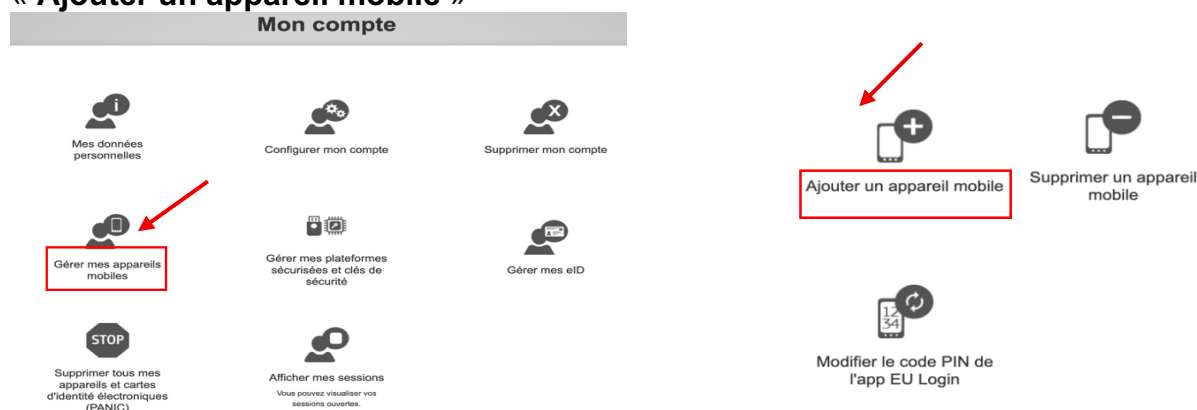 « Ajouter un appareil mobile »
Mon compte
Mes données
personnelles
Configurer mon compte
Supprimer mon compte
Gérer mes appareils
mobiles
Gérer mes plateformes
sécurisées et clés de
sécurité
Gérer mes eID
STOP
Supprimer tous mes
appareils et cartes
d'identité électroniques
(PANIC)
Afficher mes sessions
Vous pouvez visualiser vos
sessions ouvertes.
Ajouter un appareil mobile
Supprimer un appareil
mobile
12
34
Modifier le code PIN de
l'app EU Login